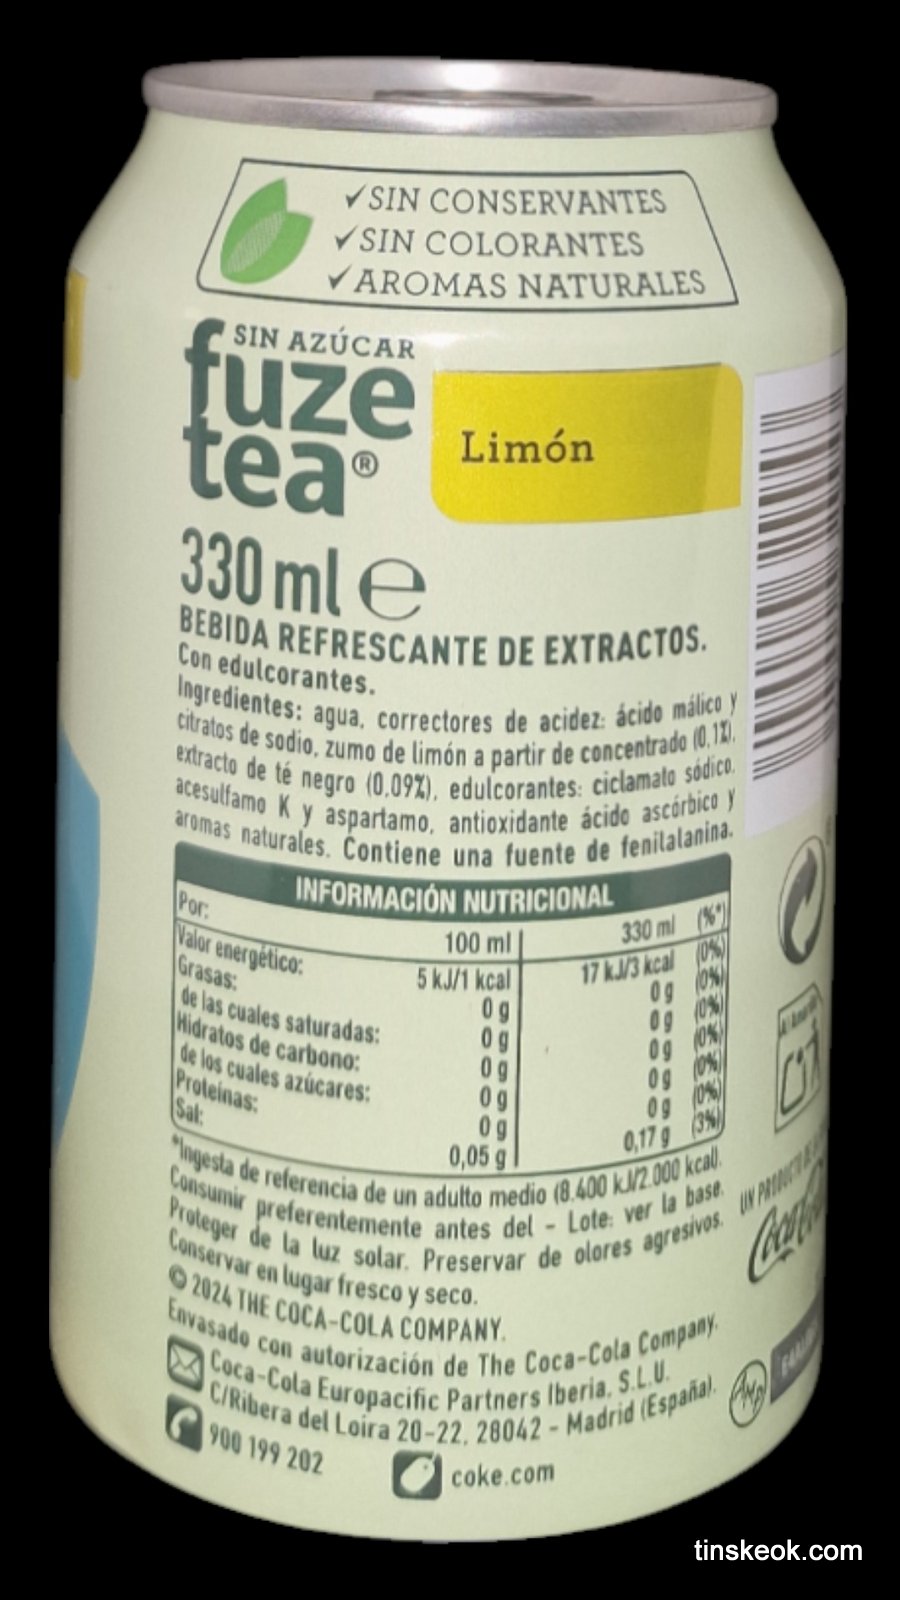 ✓SIN CONSERVANTES
✓SIN COLORANTES
✓AROMAS NATURALES
SIN AZÚCAR
fuze
tea®
Limón
330 ml ℮
BEBIDA REFRESCANTE DE EXTRACTOS.
Con edulcorantes.
Ingredientes: agua, correctores de acidez: ácido málico y
citratos de sodio, zumo de limón a partir de concentrado (0,1%),
extracto de té negro (0,09%), edulcorantes: ciclamato sódico,
acesulfamo K y aspartamo, antioxidante ácido ascórbico y
aromas naturales. Contiene una fuente de fenilalanina.
INFORMACIÓN NUTRICIONAL
Por: 100 ml 330 ml (%*)
Valor energético: 5 kJ/1 kcal 17 kJ/3 kcal (0%)
Grasas: 0 g 0 g (0%)
de las cuales saturadas: 0 g 0 g (0%)
Hidratos de carbono: 0 g 0 g (0%)
de los cuales azúcares: 0 g 0 g (0%)
Proteínas: 0 g 0 g (0%)
Sal: 0,05 g 0,17 g (3%)
*Ingesta de referencia de un adulto medio (8.400 kJ/2.000 kcal).
Consumir preferentemente antes del - Lote: ver la base.
Proteger de la luz solar. Preservar de olores agresivos.
Conservar en lugar fresco y seco.
© 2024 THE COCA-COLA COMPANY.
Envasado con autorización de The Coca-Cola Company.
Coca-Cola Europacific Partners Iberia, S.L.U.
C/Ribera del Loira 20-22, 28042 - Madrid (España).
900 199 202
coke.com
UN PRODUCTO DE
tinskeok.com